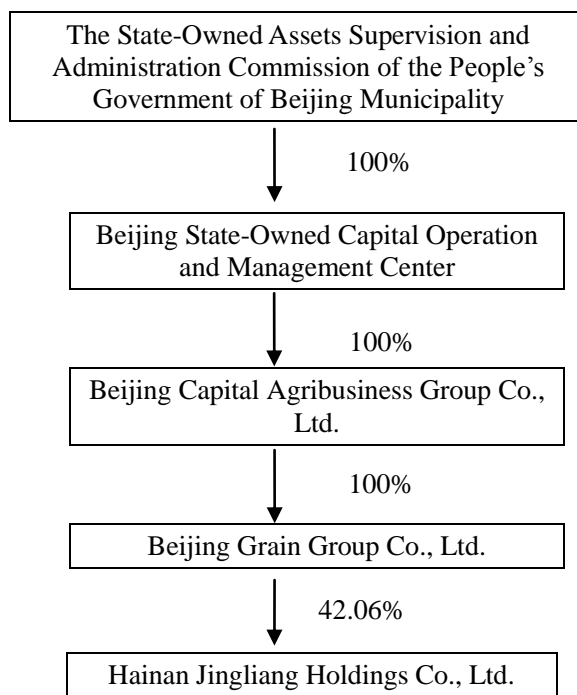 The State-Owned Assets Supervision and
Administration Commission of the People’s
Government of Beijing Municipality
100%
Beijing State-Owned Capital Operation
and Management Center
100%
Beijing Capital Agribusiness Group Co.,
Ltd.
100%
Beijing Grain Group Co., Ltd.
42.06%
Hainan Jingliang Holdings Co., Ltd.